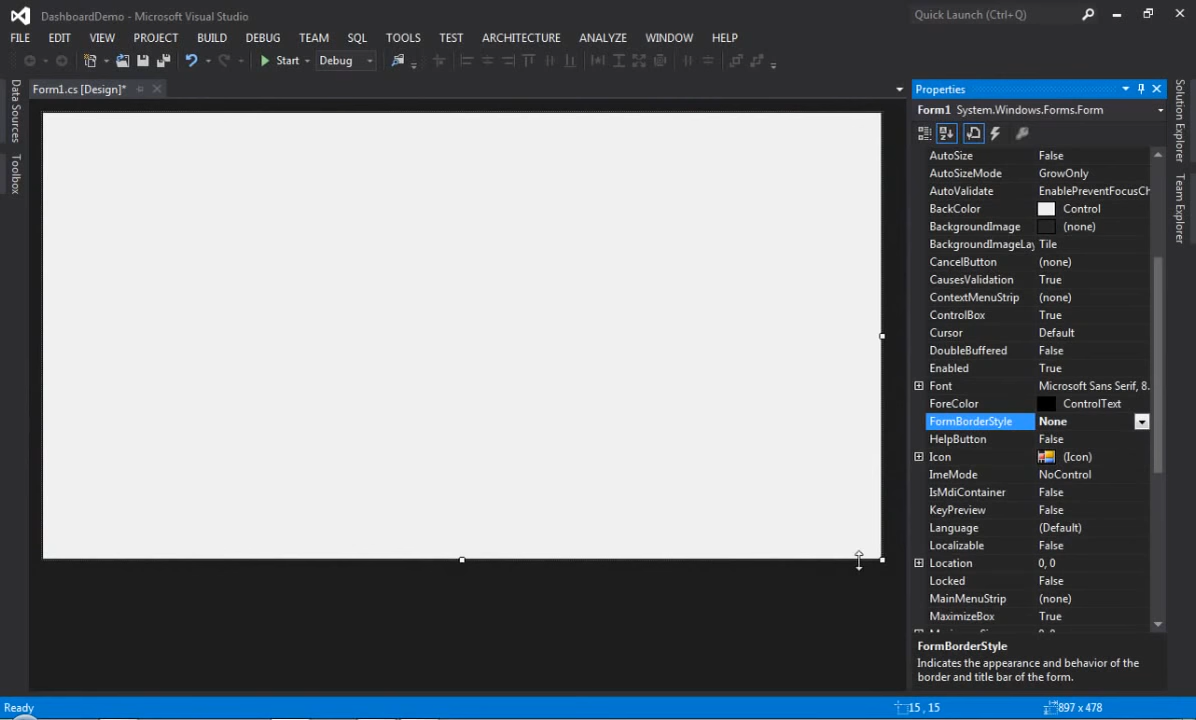 DashboardDemo - Microsoft Visual Studio
Quick Launch (Ctrl+Q)
FILE EDIT VIEW PROJECT BUILD DEBUG TEAM SQL TOOLS TEST ARCHITECTURE ANALYZE WINDOW HELP
Start Debug
Form1.cs [Design]*
Data Sources
Toolbox
Properties
Form1 System.Windows.Forms.Form
AutoSize False
AutoSizeMode GrowOnly
AutoValidate EnablePreventFocusCh
BackColor Control
BackgroundImage (none)
BackgroundImageLay Tile
CancelButton (none)
CausesValidation True
ContextMenuStrip (none)
ControlBox True
Cursor Default
DoubleBuffered False
Enabled True
Font Microsoft Sans Serif, 8.
ForeColor ControlText
FormBorderStyle None
HelpButton False
Icon (Icon)
ImeMode NoControl
IsMdiContainer False
KeyPreview False
Language (Default)
Localizable False
Location 0, 0
Locked False
MainMenuStrip (none)
MaximizeBox True
FormBorderStyle
Indicates the appearance and behavior of the
border and title bar of the form.
Solution Explorer
Team Explorer
Ready
15 , 15
897 x 478